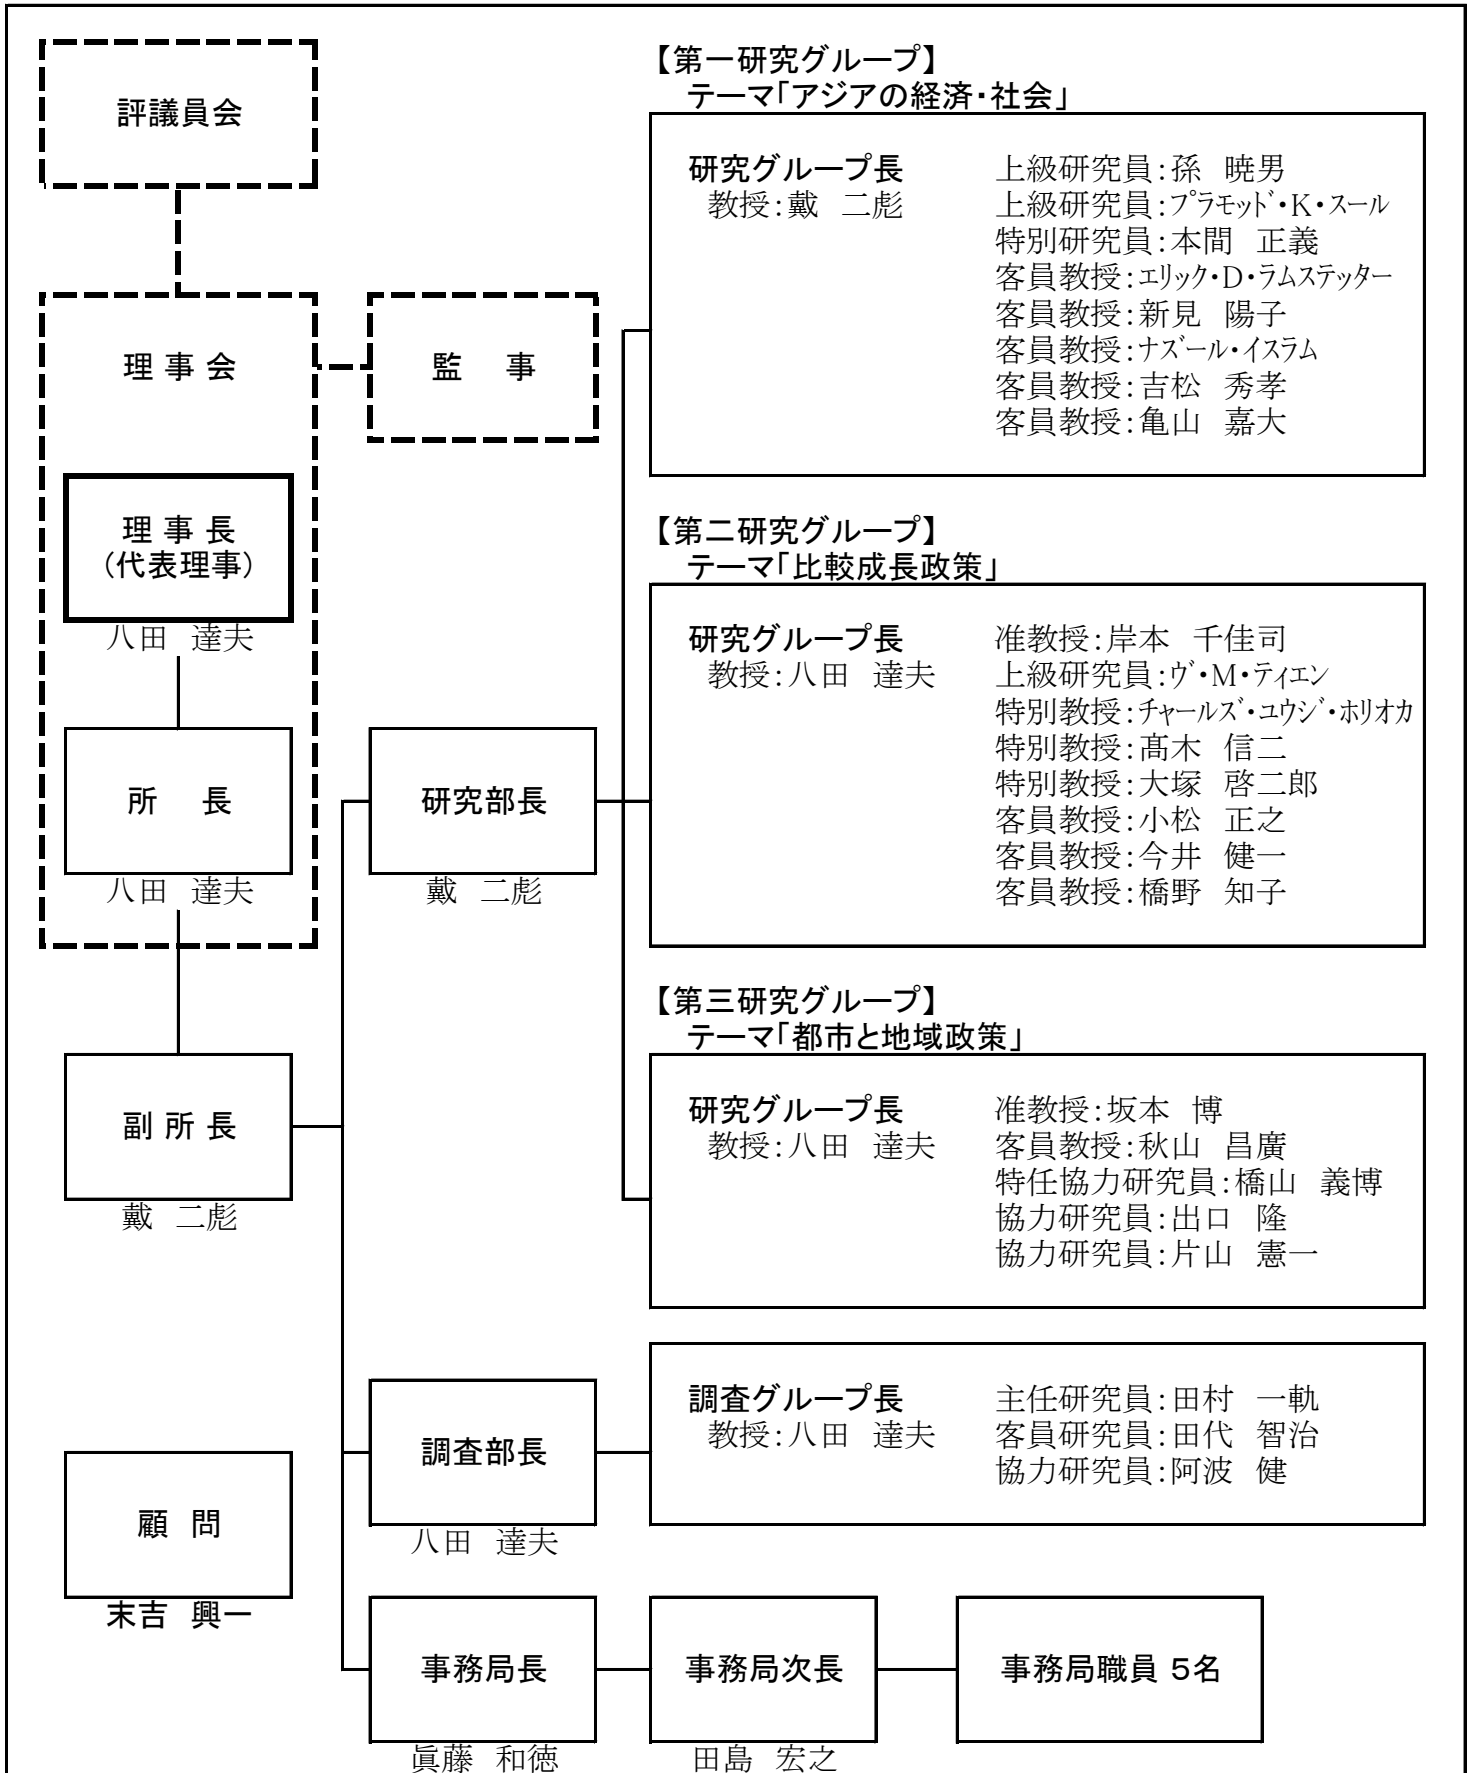 評議員会
理事会
監　事
理事長
(代表理事)
八田　達夫
所　長
八田　達夫
副所長
戴　二彪
顧　問
末吉　興一
研究部長
戴　二彪
【第一研究グループ】
テーマ「アジアの経済・社会」
研究グループ長
教授:戴　二彪
上級研究員:孫　暁男
上級研究員:プラモッド・K・スール
特別研究員:本間　正義
客員教授:エリック・D・ラムステッター
客員教授:新見　陽子
客員教授:ナズール・イスラム
客員教授:吉松　秀孝
客員教授:亀山　嘉大
【第二研究グループ】
テーマ「比較成長政策」
研究グループ長
教授:八田　達夫
准教授:岸本　千佳司
上級研究員:ヴ・M・ティエン
特別教授:チャールズ・ユウジ・ホリオカ
特別教授:髙木　信二
特別教授:大塚　啓二郎
客員教授:小松　正之
客員教授:今井　健一
客員教授:橋野　知子
【第三研究グループ】
テーマ「都市と地域政策」
研究グループ長
教授:八田　達夫
准教授:坂本　博
客員教授:秋山　昌廣
特任協力研究員:橋山　義博
協力研究員:出口　隆
協力研究員:片山　憲一
調査部長
八田　達夫
調査グループ長
教授:八田　達夫
主任研究員:田村　一軌
客員研究員:田代　智治
協力研究員:阿波　健
事務局長
眞藤　和徳
事務局次長
田島　宏之
事務局職員 5名